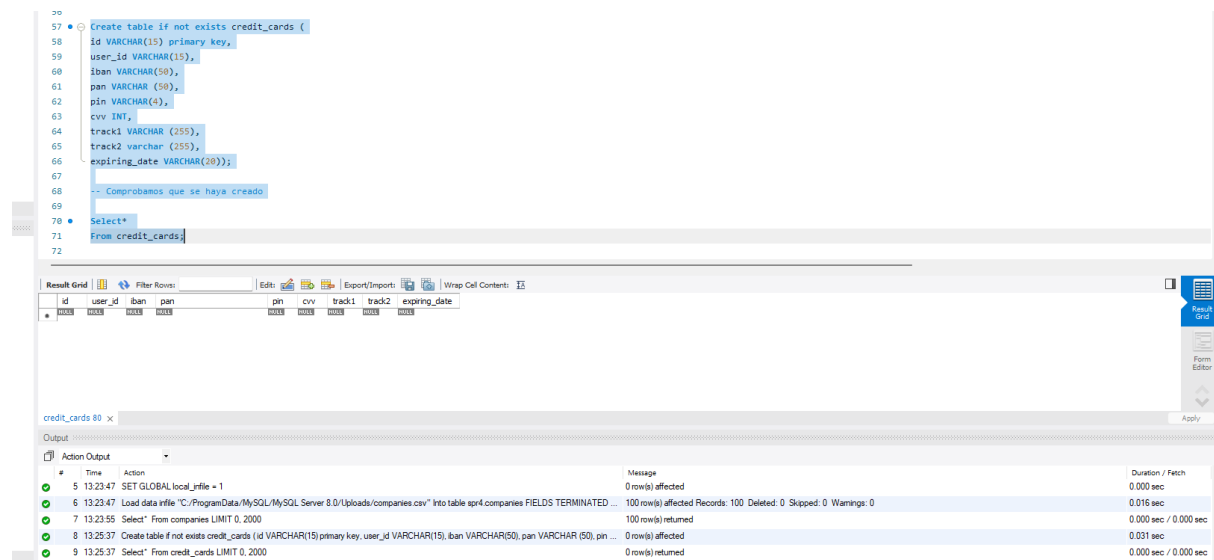 56
57 Create table if not exists credit_cards (
58 id VARCHAR(15) primary key,
59 user_id VARCHAR(15),
60 iban VARCHAR(50),
61 pan VARCHAR (50),
62 pin VARCHAR(4),
63 cvv INT,
64 track1 VARCHAR (255),
65 track2 varchar (255),
66 expiring_date VARCHAR(20));
67
68 -- Comprobamos que se haya creado
69
70 Select*
71 From credit_cards;
72
Result Grid Filter Rows: Edit: Export/Import: Wrap Cell Content:
id user_id iban pan pin cvv track1 track2 expiring_date
NULL NULL NULL NULL NULL NULL NULL NULL NULL
Result Grid
Form Editor
credit_cards 80 Apply
Output
Action Output
# Time Action Message Duration / Fetch
5 13:23:47 SET GLOBAL local_infile = 1 0 row(s) affected 0.000 sec
6 13:23:47 Load data infile "C:/ProgramData/MySQL/MySQL Server 8.0/Uploads/companies.csv" Into table spr4.companies FIELDS TERMINATED ... 100 row(s) affected Records: 100 Deleted: 0 Skipped: 0 Warnings: 0 0.016 sec
7 13:23:55 Select* From companies LIMIT 0, 2000 100 row(s) returned 0.000 sec / 0.000 sec
8 13:25:37 Create table if not exists credit_cards ( id VARCHAR(15) primary key, user_id VARCHAR(15), iban VARCHAR(50), pan VARCHAR (50), pin ... 0 row(s) affected 0.031 sec
9 13:25:37 Select* From credit_cards LIMIT 0, 2000 0 row(s) returned 0.000 sec / 0.000 sec